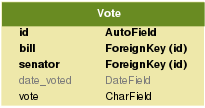 Vote
id AutoField
bill ForeignKey (id)
senator ForeignKey (id)
date_voted DateField
vote CharField